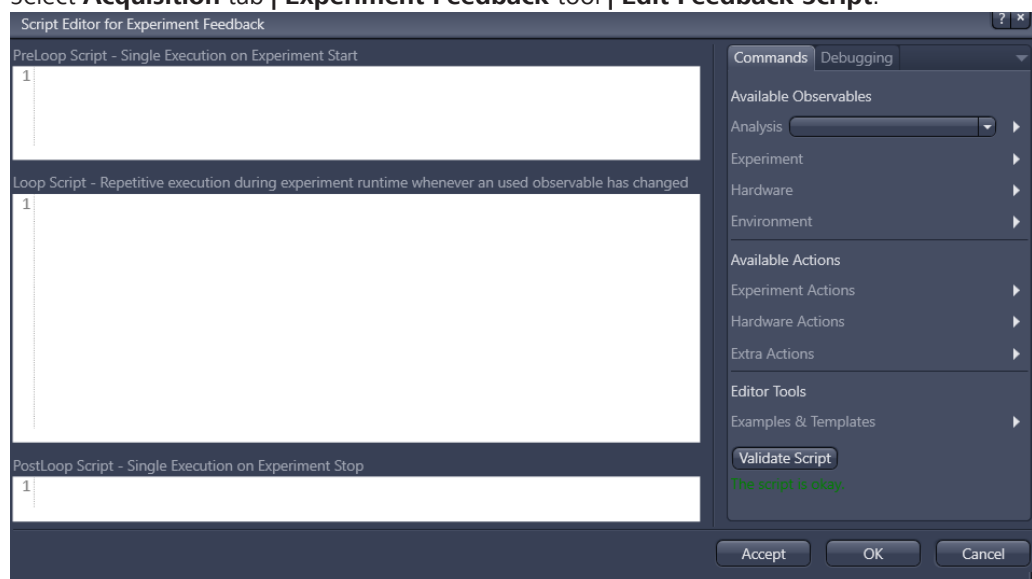 Select Acquisition tab | Experiment Feedback tool | Edit Feedback Script.
Script Editor for Experiment Feedback
? ×
PreLoop Script - Single Execution on Experiment Start
1
Loop Script - Repetitive execution during experiment runtime whenever an used observable has changed
1
PostLoop Script - Single Execution on Experiment Stop
1
Commands Debugging
Available Observables
Analysis
Experiment
Hardware
Environment
Available Actions
Experiment Actions
Hardware Actions
Extra Actions
Editor Tools
Examples & Templates
Validate Script
The script is okay.
Accept OK Cancel